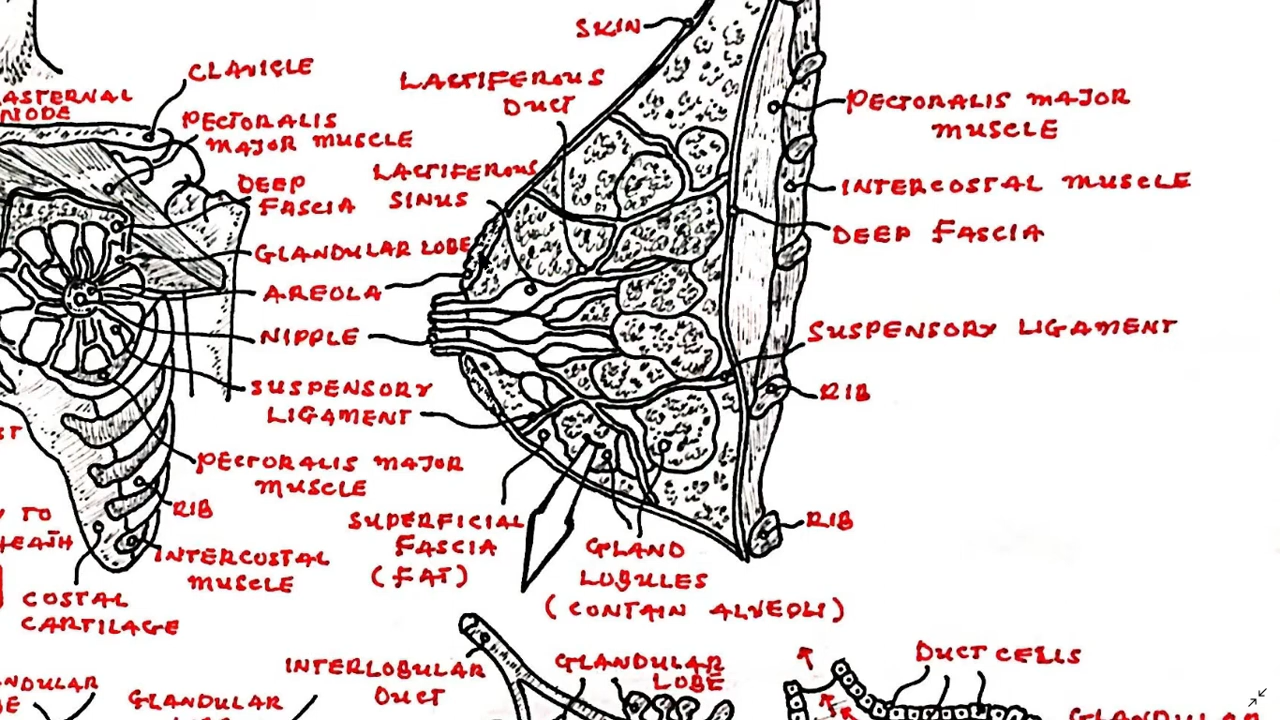 SKIN
CLAVICLE
LACTIFEROUS
DUCT
ASTERNAL
NODE
PECTORALIS MAJOR
MUSCLE
PECTORALIS
MAJOR MUSCLE
LACTIFEROUS
SINUS
DEEP
FASCIA
INTERCOSTAL MUSCLE
DEEP FASCIA
GLANDULAR LOBE
AREOLA
NIPPLE
SUSPENSORY LIGAMENT
SUSPENSORY
LIGAMENT
RIB
PECTORALIS MAJOR
MUSCLE
RIB
SUPERFICIAL
FASCIA
(FAT)
RIB
TO
INTERCOSTAL
MUSCLE
GLAND
LOBULES
(CONTAIN ALVEOLI)
COSTAL
CARTILAGE
INTERLOBULAR
DUCT
GLANDULAR
LOBE
DUCT CELLS
GLANDULAR